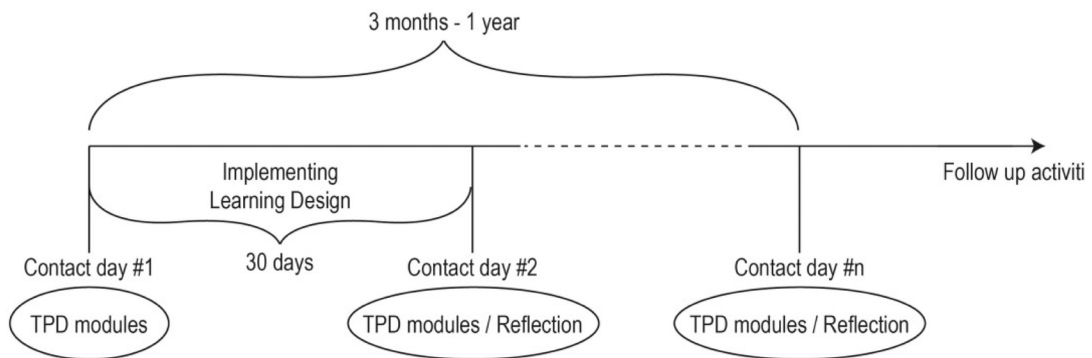 3 months - 1 year
Implementing
Learning Design
Follow up activiti
30 days
Contact day #1
Contact day #2
Contact day #n
TPD modules
TPD modules / Reflection
TPD modules / Reflection